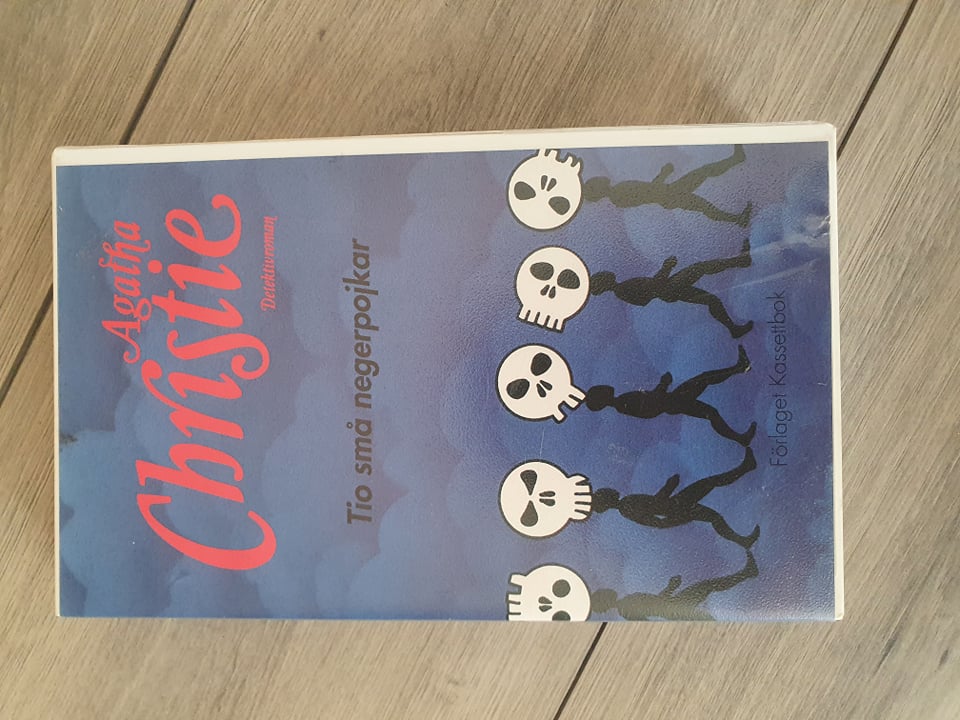 Agatha
Christie
Detektivroman
Tio små negerpojkar
Förlaget Kassettbok